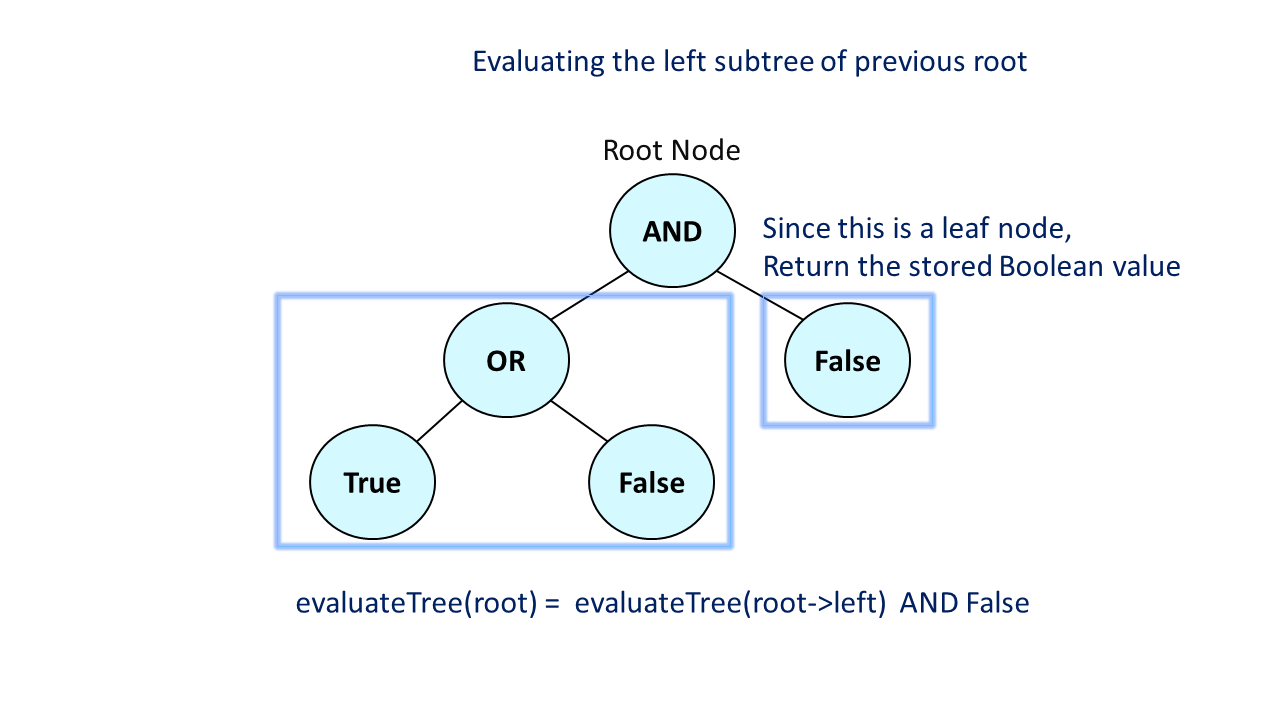 Evaluating the left subtree of previous root
Root Node
AND
Since this is a leaf node,
Return the stored Boolean value
OR
False
True
False
evaluateTree(root) = evaluateTree(root->left) AND False